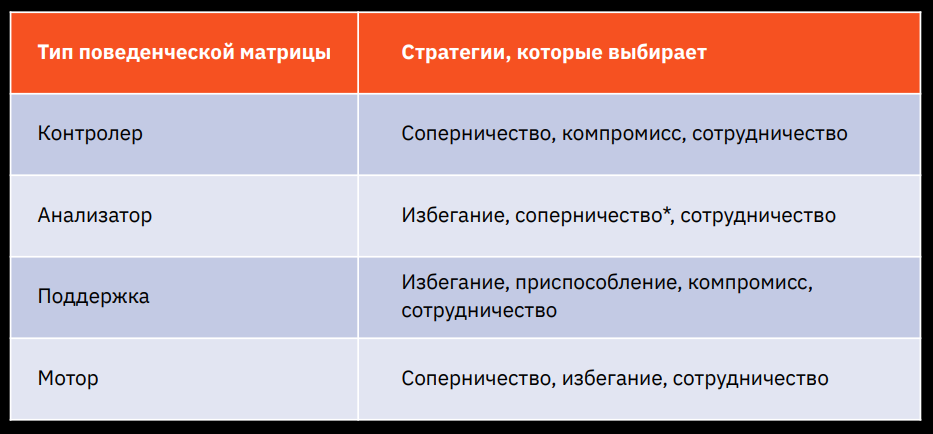 Тип поведенческой матрицы
Стратегии, которые выбирает
Контролер
Соперничество, компромисс, сотрудничество
Анализатор
Избегание, соперничество*, сотрудничество
Поддержка
Избегание, приспособление, компромисс,
сотрудничество
Мотор
Соперничество, избегание, сотрудничество